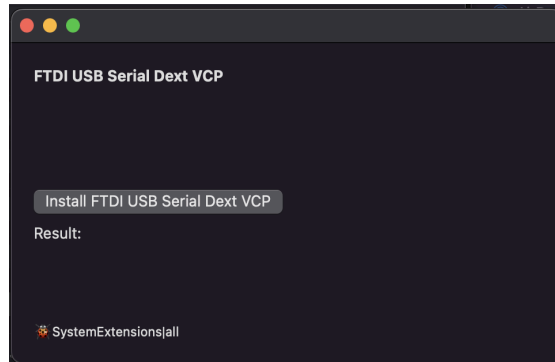 FTDI USB Serial Dext VCP
Install FTDI USB Serial Dext VCP
Result:
SystemExtensions|all